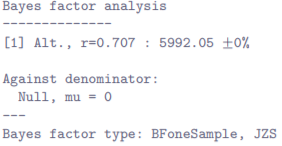 Bayes factor analysis
--------------
[1] Alt., r=0.707 : 5992.05 ±0%
Against denominator:
  Null, mu = 0
---
Bayes factor type: BFoneSample, JZS